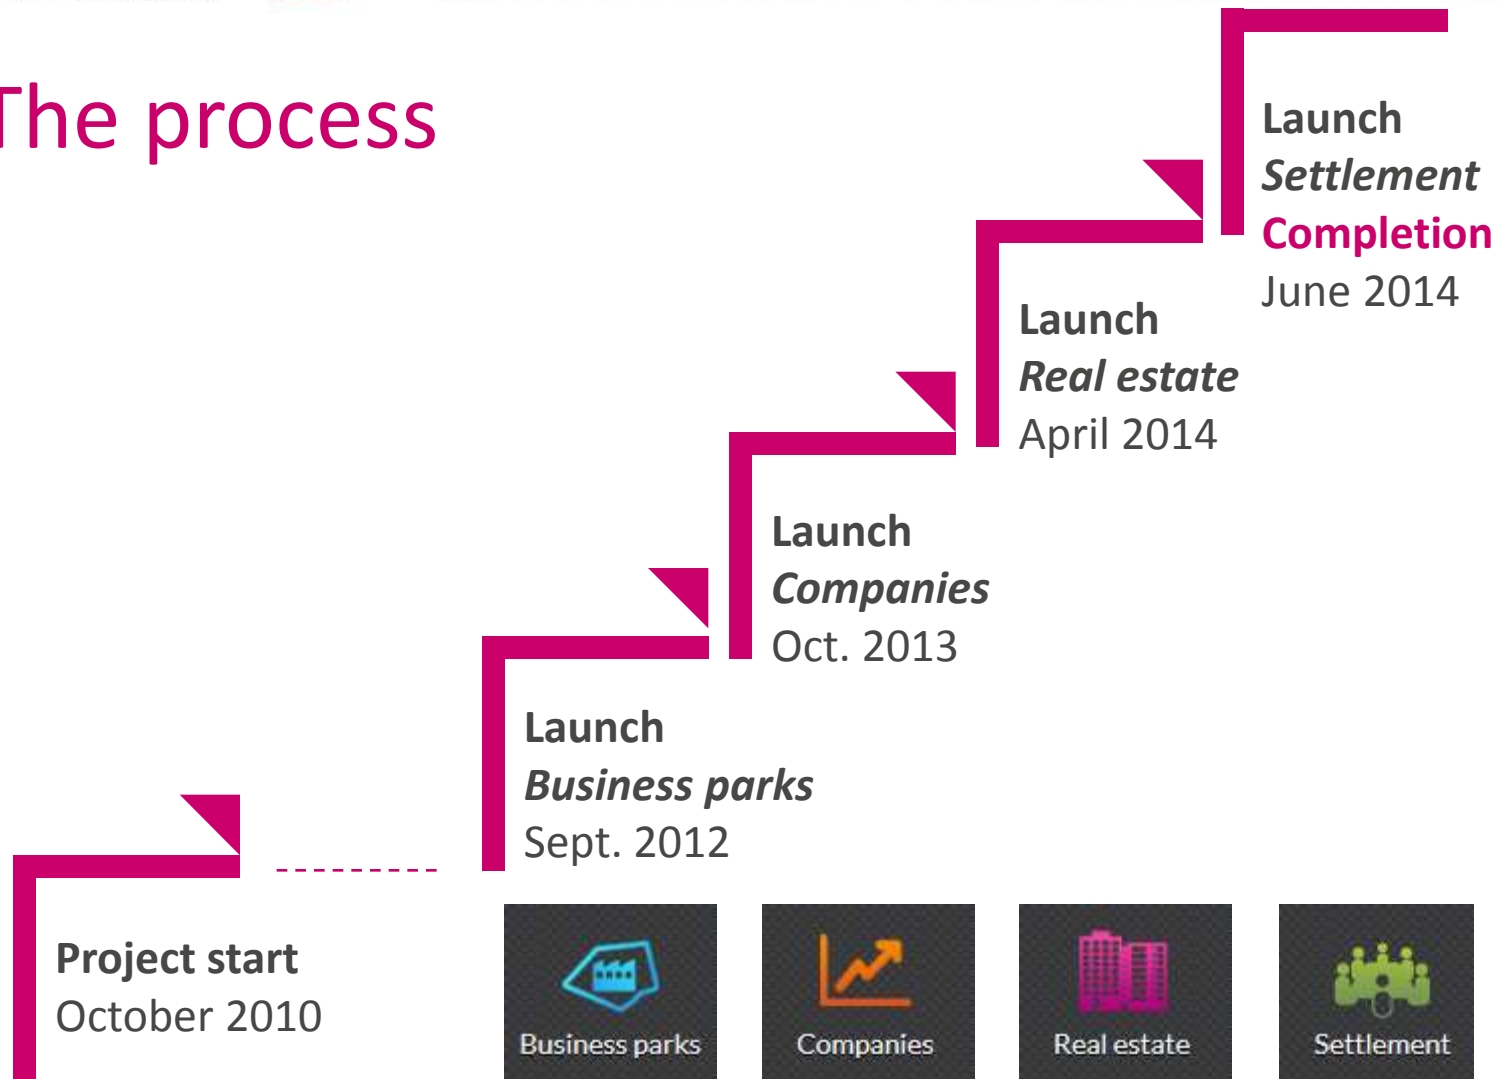 The process
Project start
October 2010
Launch
Business parks
Sept. 2012
Launch
Companies
Oct. 2013
Launch
Real estate
April 2014
Launch
Settlement
Completion
June 2014
Business parks
Companies
Real estate
Settlement